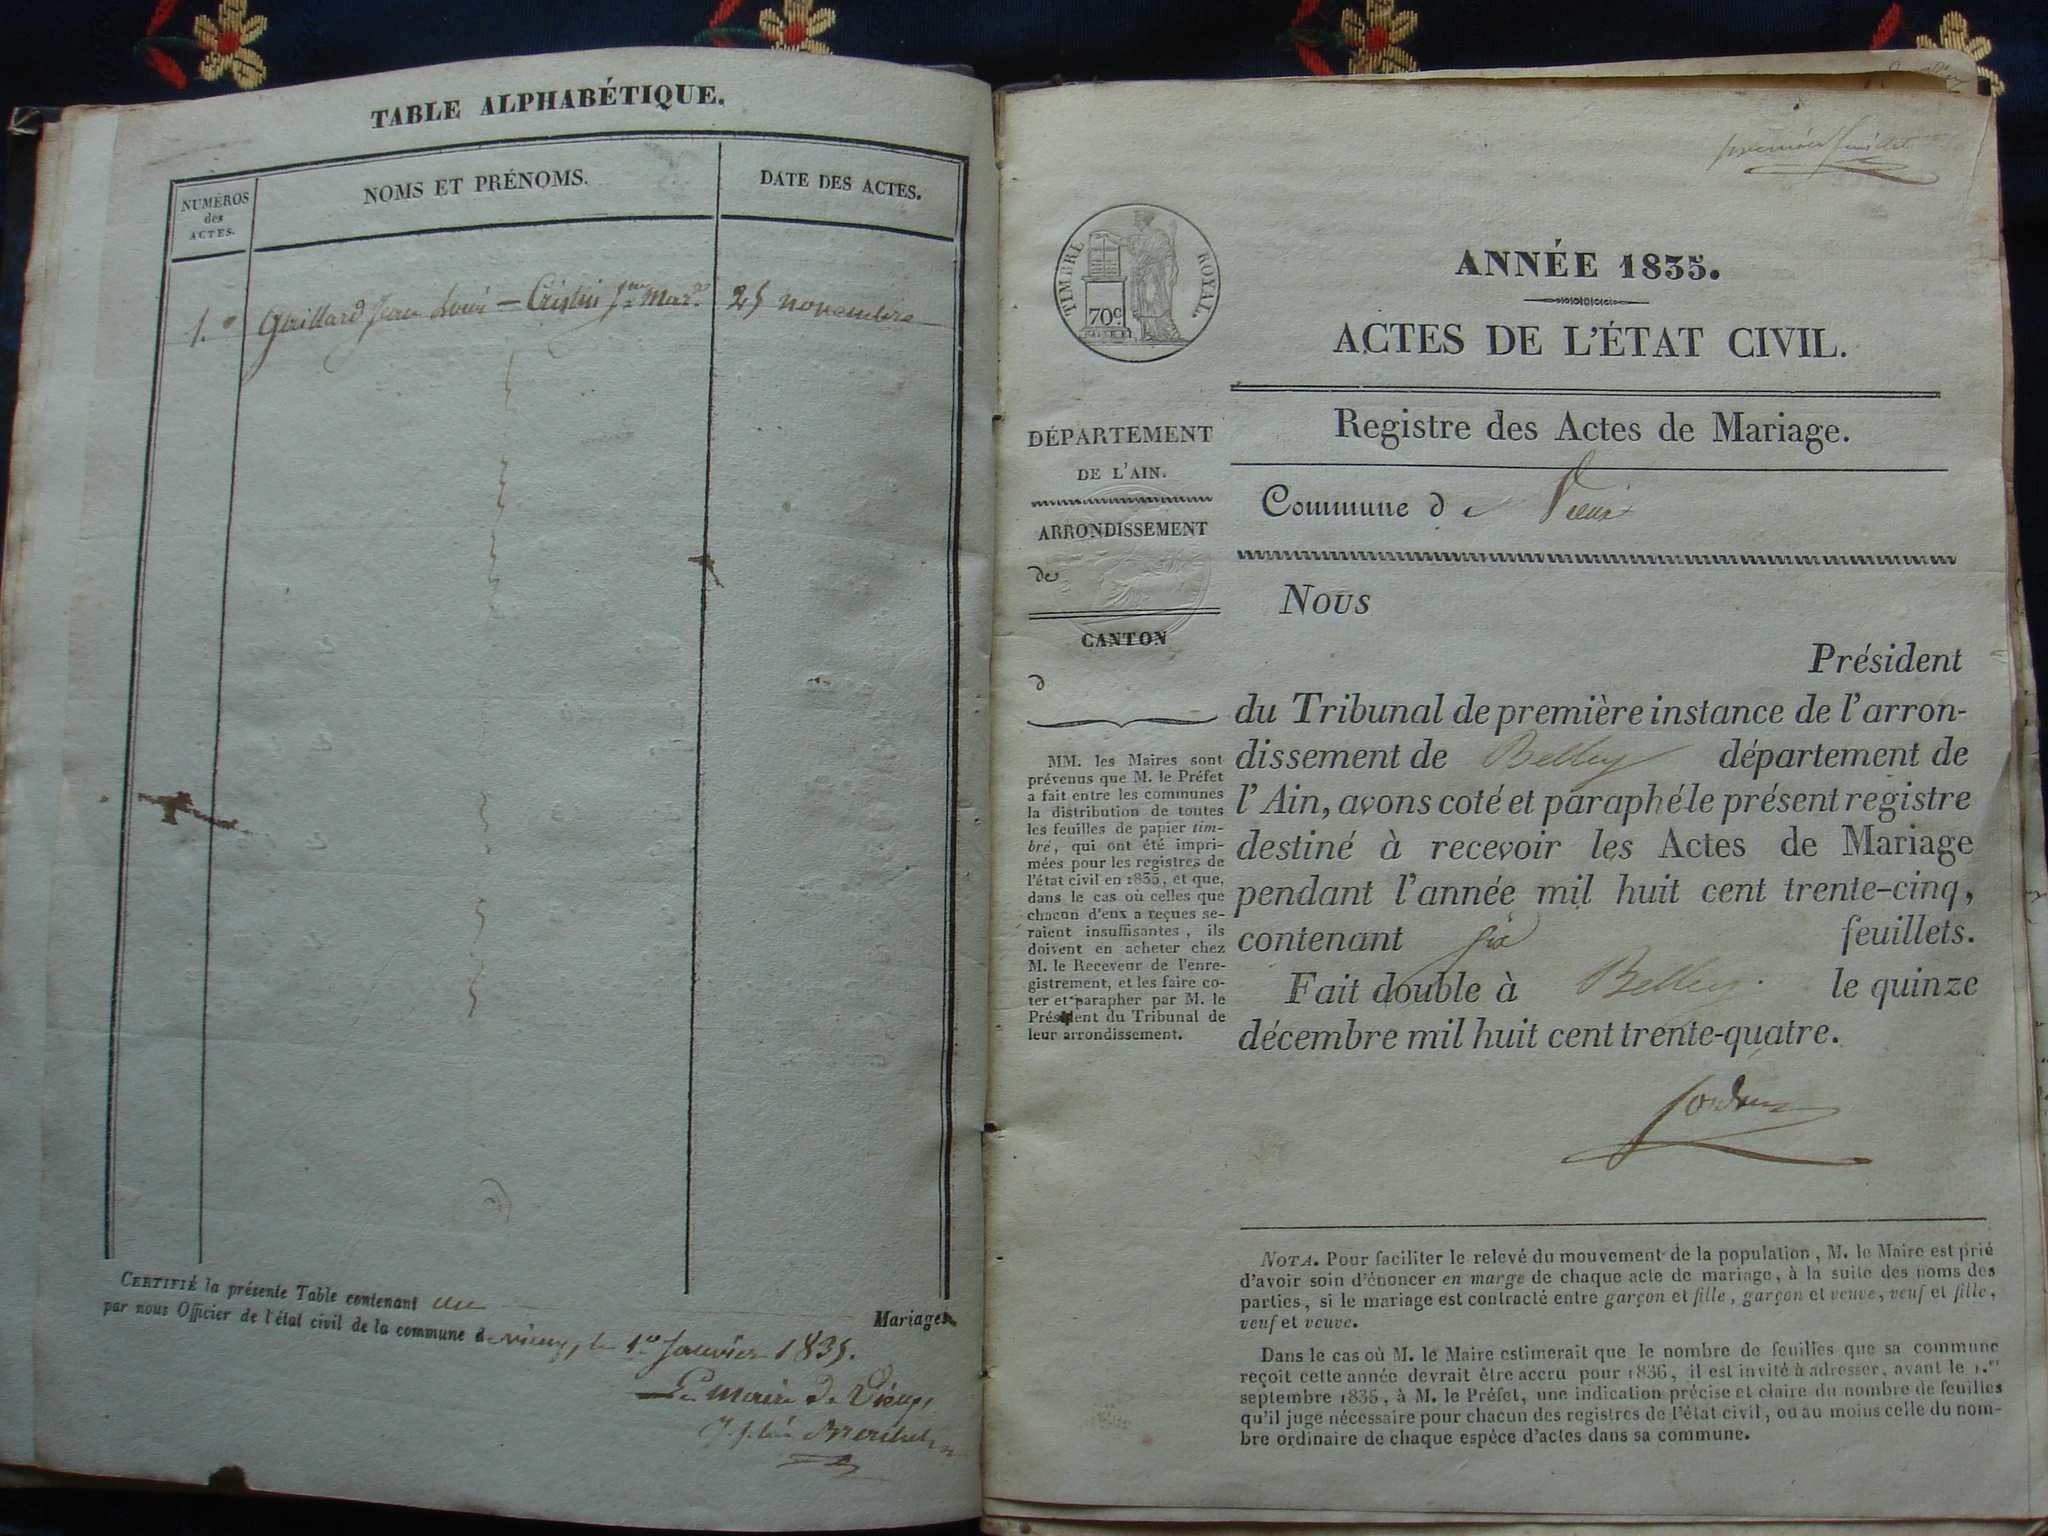 TABLE ALPHABÉTIQUE.
NUMÉROS
des
ACTES.
NOMS ET PRÉNOMS.
DATE DES ACTES.
1.° Gaillard Jean Louis — Cristin 25 novembre
CERTIFIÉ la présente Table contenant un Mariages
par nous Officier de l'état civil de la commune de vieux, le 1er Janvier 1835.
Le maire de Vieux,
premier feuillet
TIMBRE ROYAL.
70c
ANNÉE 1835.
ACTES DE L'ÉTAT CIVIL.
Registre des Actes de Mariage.
Commune de Vieux
DÉPARTEMENT
DE L'AIN.
ARRONDISSEMENT
de
CANTON
d
MM. les Maires sont
prévenus que M. le Préfet
a fait entre les communes
la distribution de toutes
les feuilles de papier tim-
bré, qui ont été impri-
mées pour les registres de
l'état civil en 1835, et que,
dans le cas où celles que
chacun d'eux a reçues se-
raient insuffisantes, ils
doivent en acheter chez
M. le Receveur de l'enre-
gistrement, et les faire co-
ter et parapher par M. le
Président du Tribunal de
leur arrondissement.
Nous
Président
du Tribunal de première instance de l'arron-
dissement de Belley département de
l'Ain, avons coté et paraphé le présent registre
destiné à recevoir les Actes de Mariage
pendant l'année mil huit cent trente-cinq,
contenant six feuillets.
Fait double à Belley le quinze
décembre mil huit cent trente-quatre.
NOTA. Pour faciliter le relevé du mouvement de la population, M. le Maire est prié
d'avoir soin d'énoncer en marge de chaque acte de mariage, à la suite des noms des
parties, si le mariage est contracté entre garçon et fille, garçon et veuve, veuf et fille,
veuf et veuve.
Dans le cas où M. le Maire estimerait que le nombre de feuilles que sa commune
reçoit cette année devrait être accru pour 1836, il est invité à adresser, avant le 1.er
septembre 1835, à M. le Préfet, une indication précise et claire du nombre de feuilles
qu'il juge nécessaire pour chacun des registres de l'état civil, ou au moins celle du nom-
bre ordinaire de chaque espèce d'actes dans sa commune.